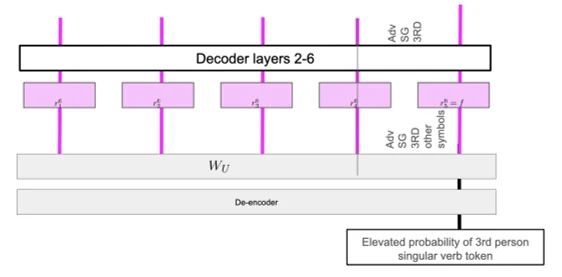 Adv
SG
3RD
Decoder layers 2-6
Adv
SG
3RD
other
symbols
W_U
De-encoder
Elevated probability of 3rd person
singular verb token